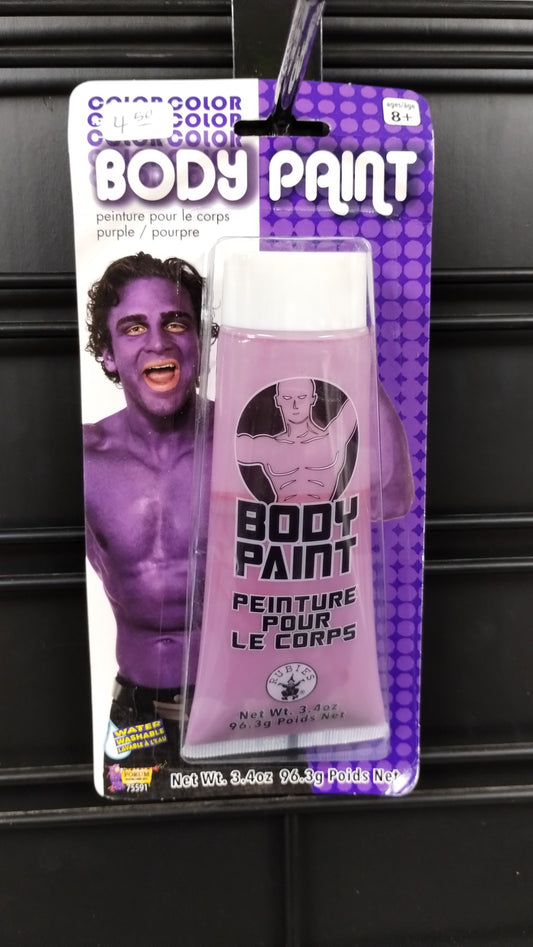 COLOR COLOR
COLOR
COLOR COLOR
4 50
ages/âge
8+
BODY PAINT
peinture pour le corps
purple / pourpre
BODY
PAINT
PEINTURE
POUR
LE CORPS
RUBIES
®
Net Wt. 3.4oz
96.3g Poids Net
WATER
WASHABLE
LAVABLE À L'EAU
FORUM
75591
Net Wt. 3.4oz 96.3g Poids Net